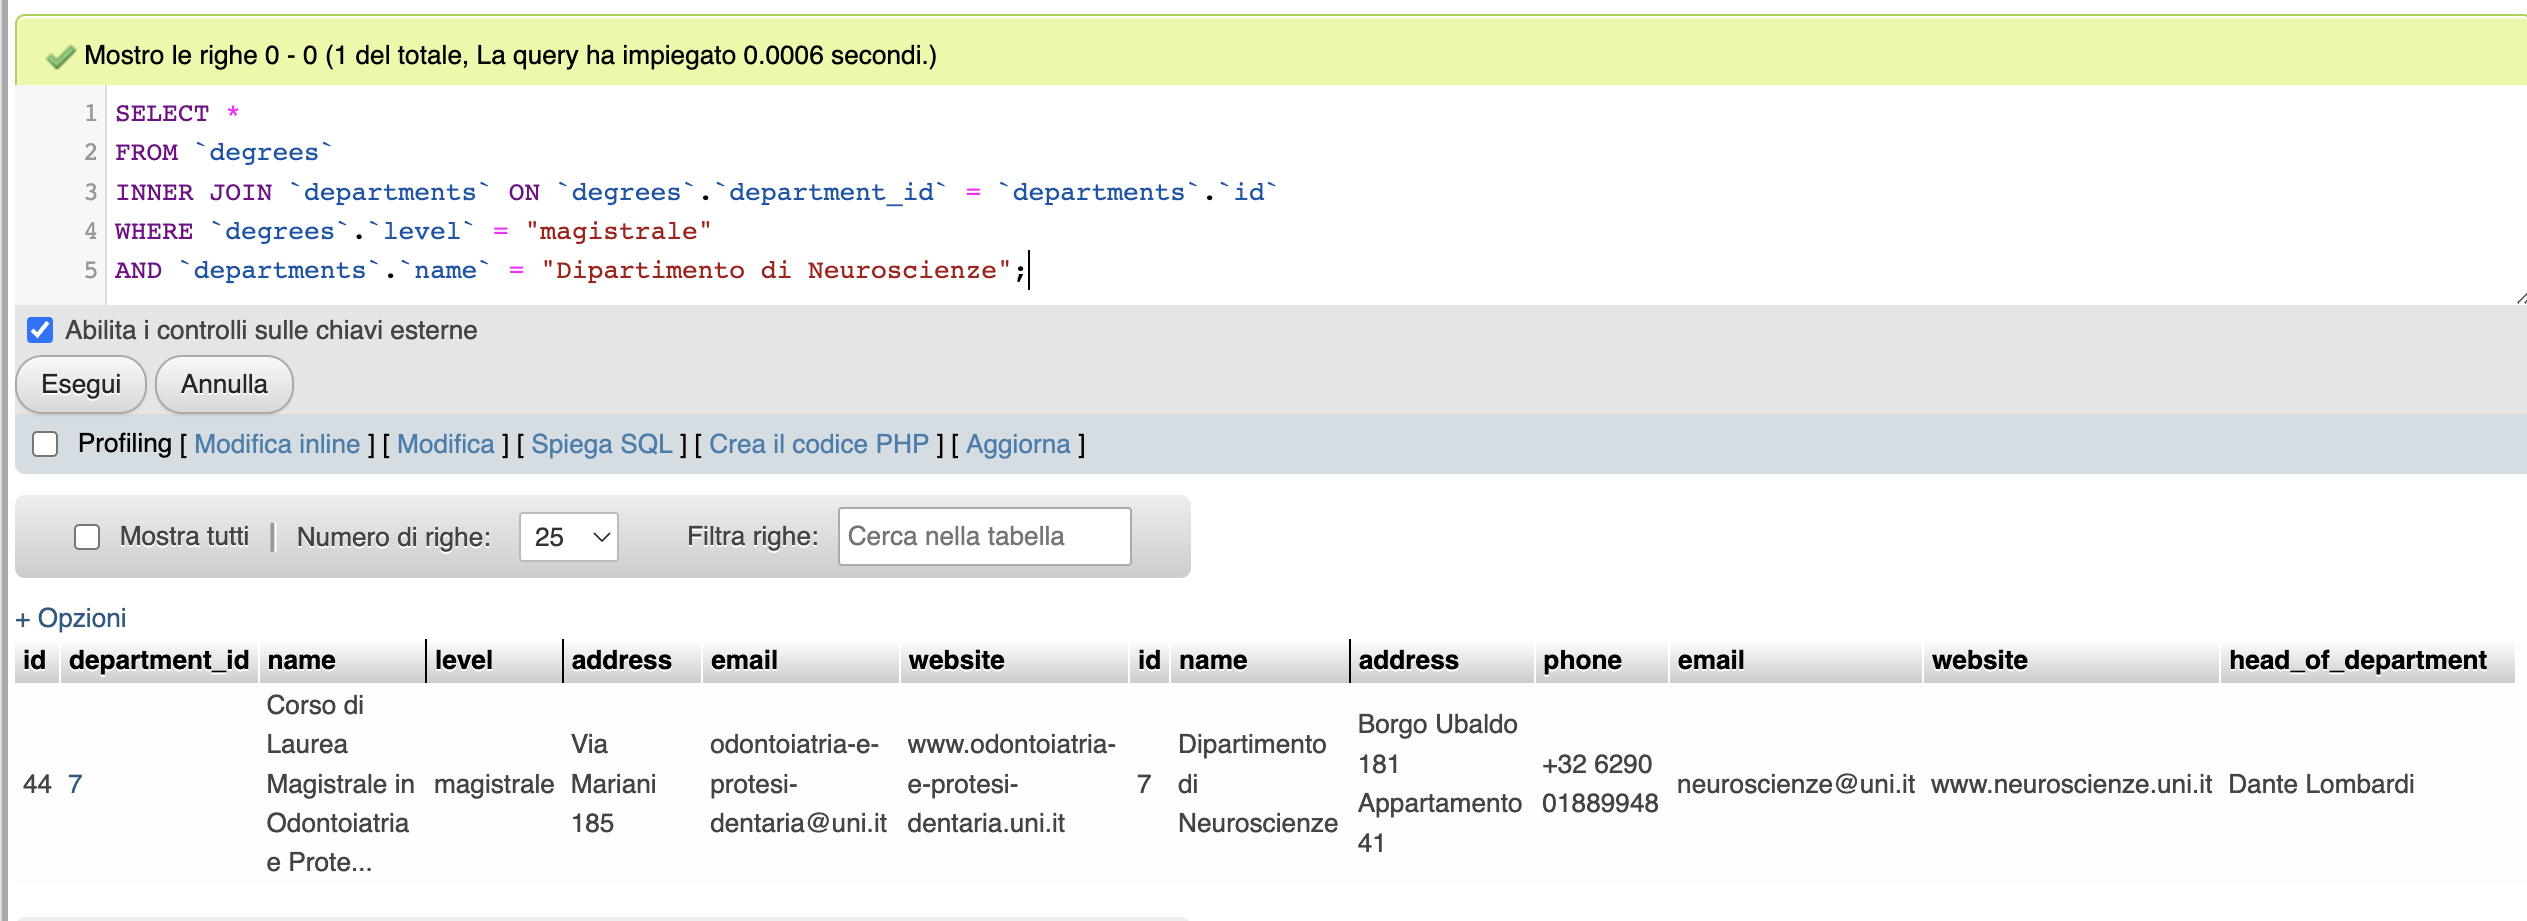 Mostro le righe 0 - 0 (1 del totale, La query ha impiegato 0.0006 secondi.)
1 SELECT *
2 FROM `degrees`
3 INNER JOIN `departments` ON `degrees`.`department_id` = `departments`.`id`
4 WHERE `degrees`.`level` = "magistrale"
5 AND `departments`.`name` = "Dipartimento di Neuroscienze";
Abilita i controlli sulle chiavi esterne
Esegui Annulla
Profiling [ Modifica inline ] [ Modifica ] [ Spiega SQL ] [ Crea il codice PHP ] [ Aggiorna ]
Mostra tutti | Numero di righe: 25 Filtra righe: Cerca nella tabella
+ Opzioni
id department_id name level address email website id name address phone email website head_of_department
44
7
Corso di
Laurea
Magistrale in
Odontoiatria
e Prote...
magistrale
Via
Mariani
185
odontoiatria-e-
protesi-
dentaria@uni.it
www.odontoiatria-
e-protesi-
dentaria.uni.it
7
Dipartimento
di
Neuroscienze
Borgo Ubaldo
181
Appartamento
41
+32 6290
01889948
neuroscienze@uni.it
www.neuroscienze.uni.it
Dante Lombardi